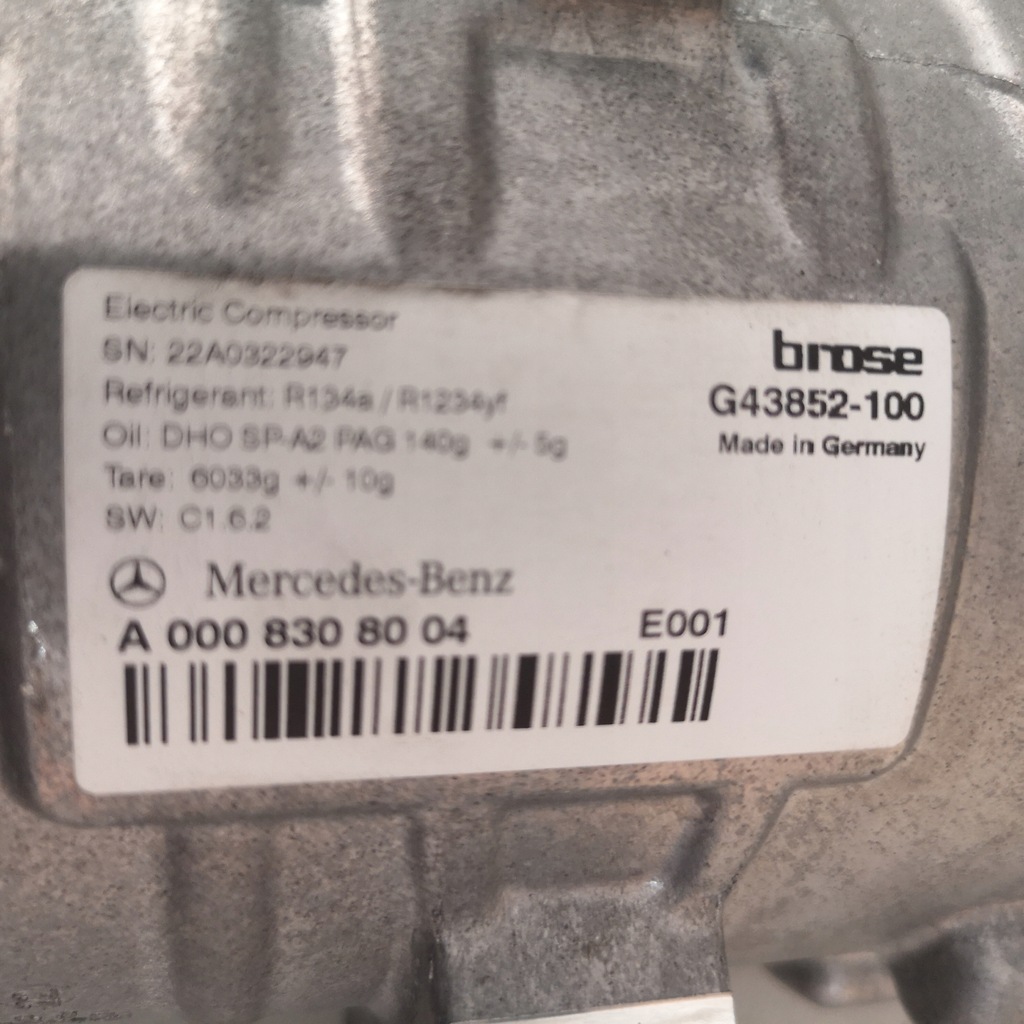 Electric Compressor
SN: 22A0322947
Refrigerant: R134a / R1234yf
Oil: DHO SP-A2 PAG 140g +/- 5g
Tare: 6033g +/- 10g
SW: C1.6.2
brose
G43852-100
Made in Germany
Mercedes-Benz
A 000 830 80 04 E001